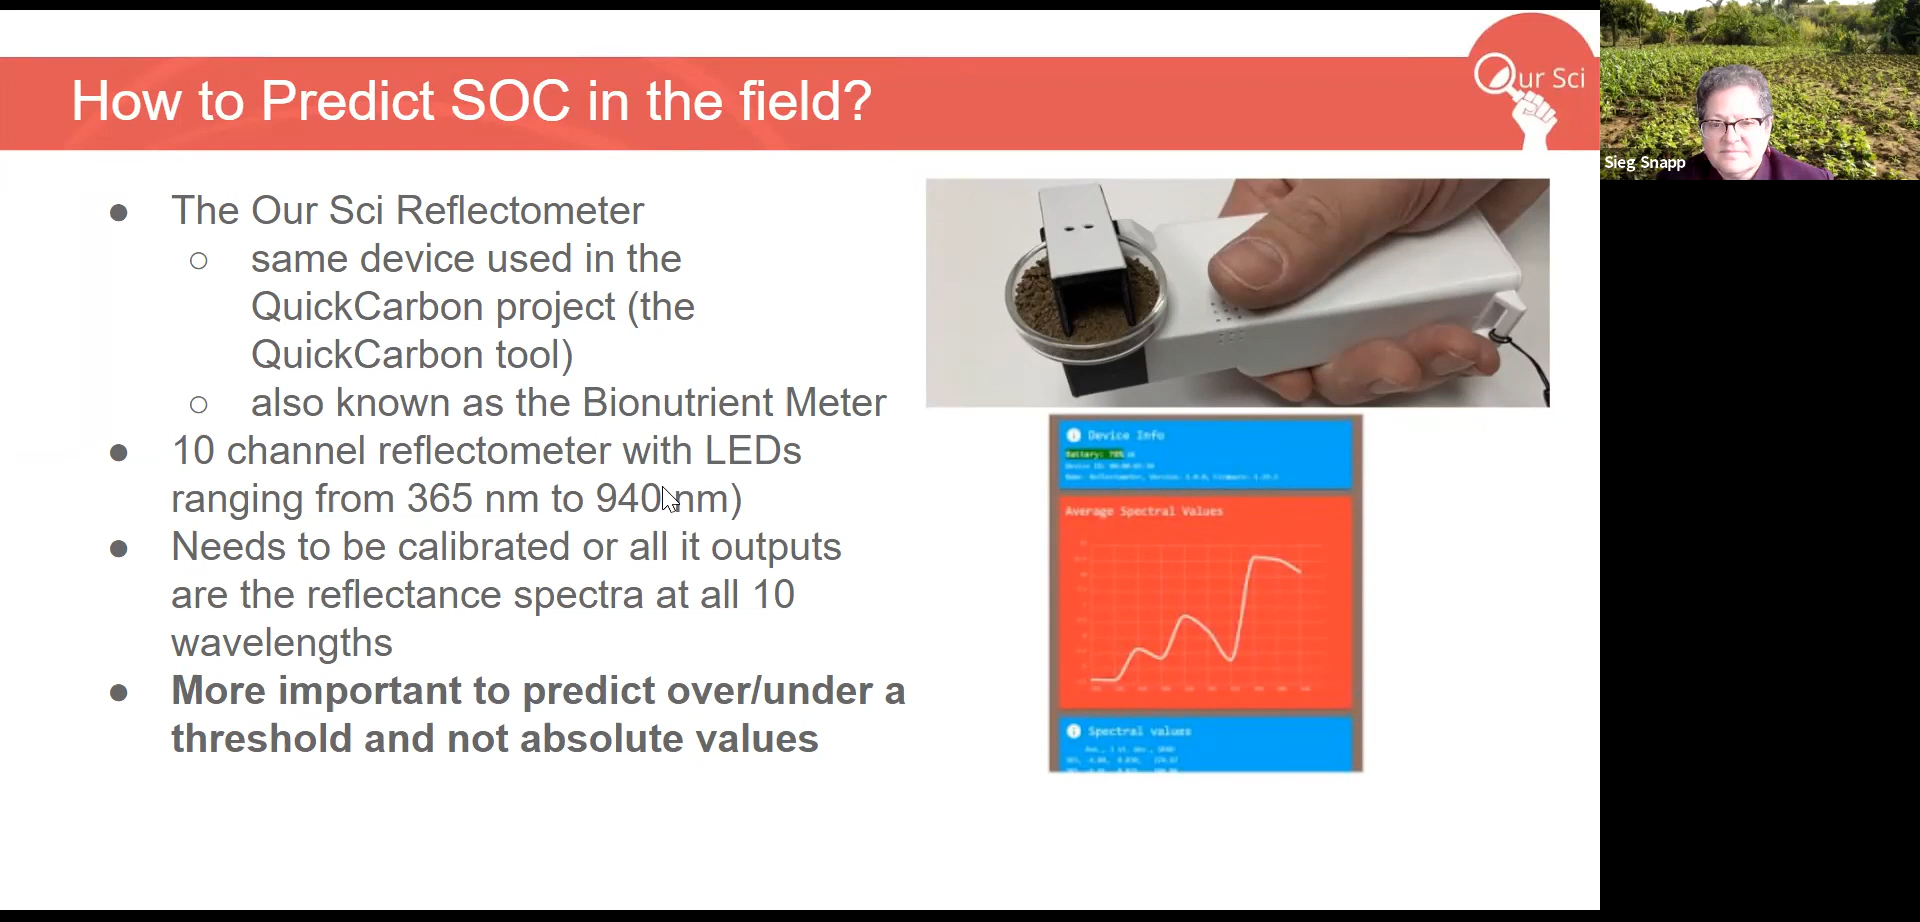 How to Predict SOC in the field?
ur Sci
Sieg Snapp
● The Our Sci Reflectometer
○ same device used in the
QuickCarbon project (the
QuickCarbon tool)
○ also known as the Bionutrient Meter
● 10 channel reflectometer with LEDs
ranging from 365 nm to 940 nm)
● Needs to be calibrated or all it outputs
are the reflectance spectra at all 10
wavelengths
● More important to predict over/under a
threshold and not absolute values
Device Info
Battery:
Average Spectral Values
Spectral values